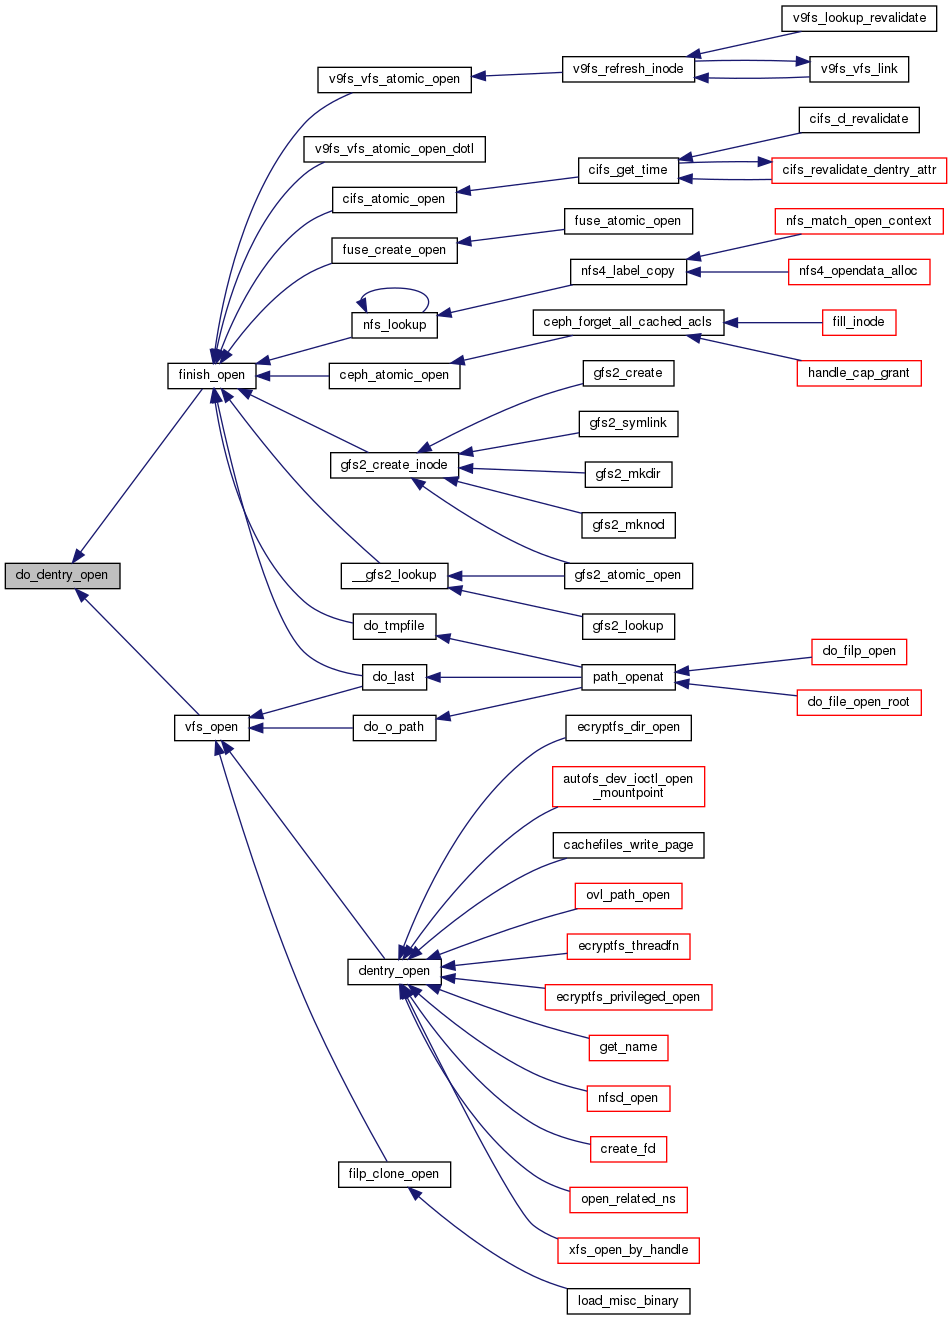 v9fs_lookup_revalidate
v9fs_vfs_atomic_open
v9fs_refresh_inode
v9fs_vfs_link
cifs_d_revalidate
v9fs_vfs_atomic_open_dotl
cifs_get_time
cifs_revalidate_dentry_attr
cifs_atomic_open
fuse_atomic_open
nfs_match_open_context
fuse_create_open
nfs4_label_copy
nfs4_opendata_alloc
nfs_lookup
ceph_forget_all_cached_acls
fill_inode
finish_open
ceph_atomic_open
gfs2_create
handle_cap_grant
gfs2_symlink
gfs2_create_inode
gfs2_mkdir
gfs2_mknod
do_dentry_open
__gfs2_lookup
gfs2_atomic_open
do_tmpfile
gfs2_lookup
do_filp_open
do_last
path_openat
do_file_open_root
vfs_open
do_o_path
ecryptfs_dir_open
autofs_dev_ioctl_open
_mountpoint
cachefiles_write_page
ovl_path_open
ecryptfs_threadfn
dentry_open
ecryptfs_privileged_open
get_name
nfsd_open
create_fd
filp_clone_open
open_related_ns
xfs_open_by_handle
load_misc_binary